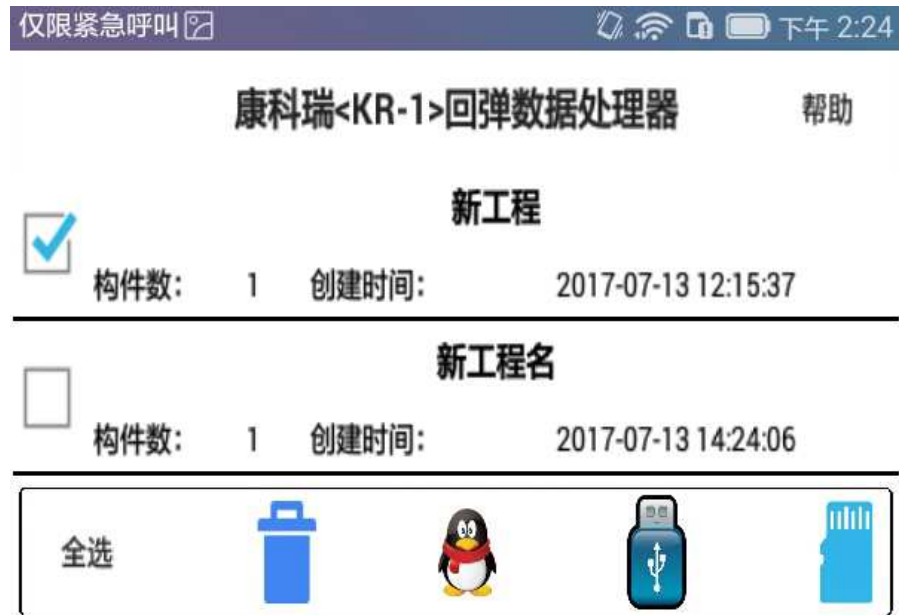 仅限紧急呼叫 下午 2:24
康科瑞<KR-1>回弹数据处理器 帮助
新工程
构件数： 1 创建时间： 2017-07-13 12:15:37
新工程名
构件数： 1 创建时间： 2017-07-13 14:24:06
全选